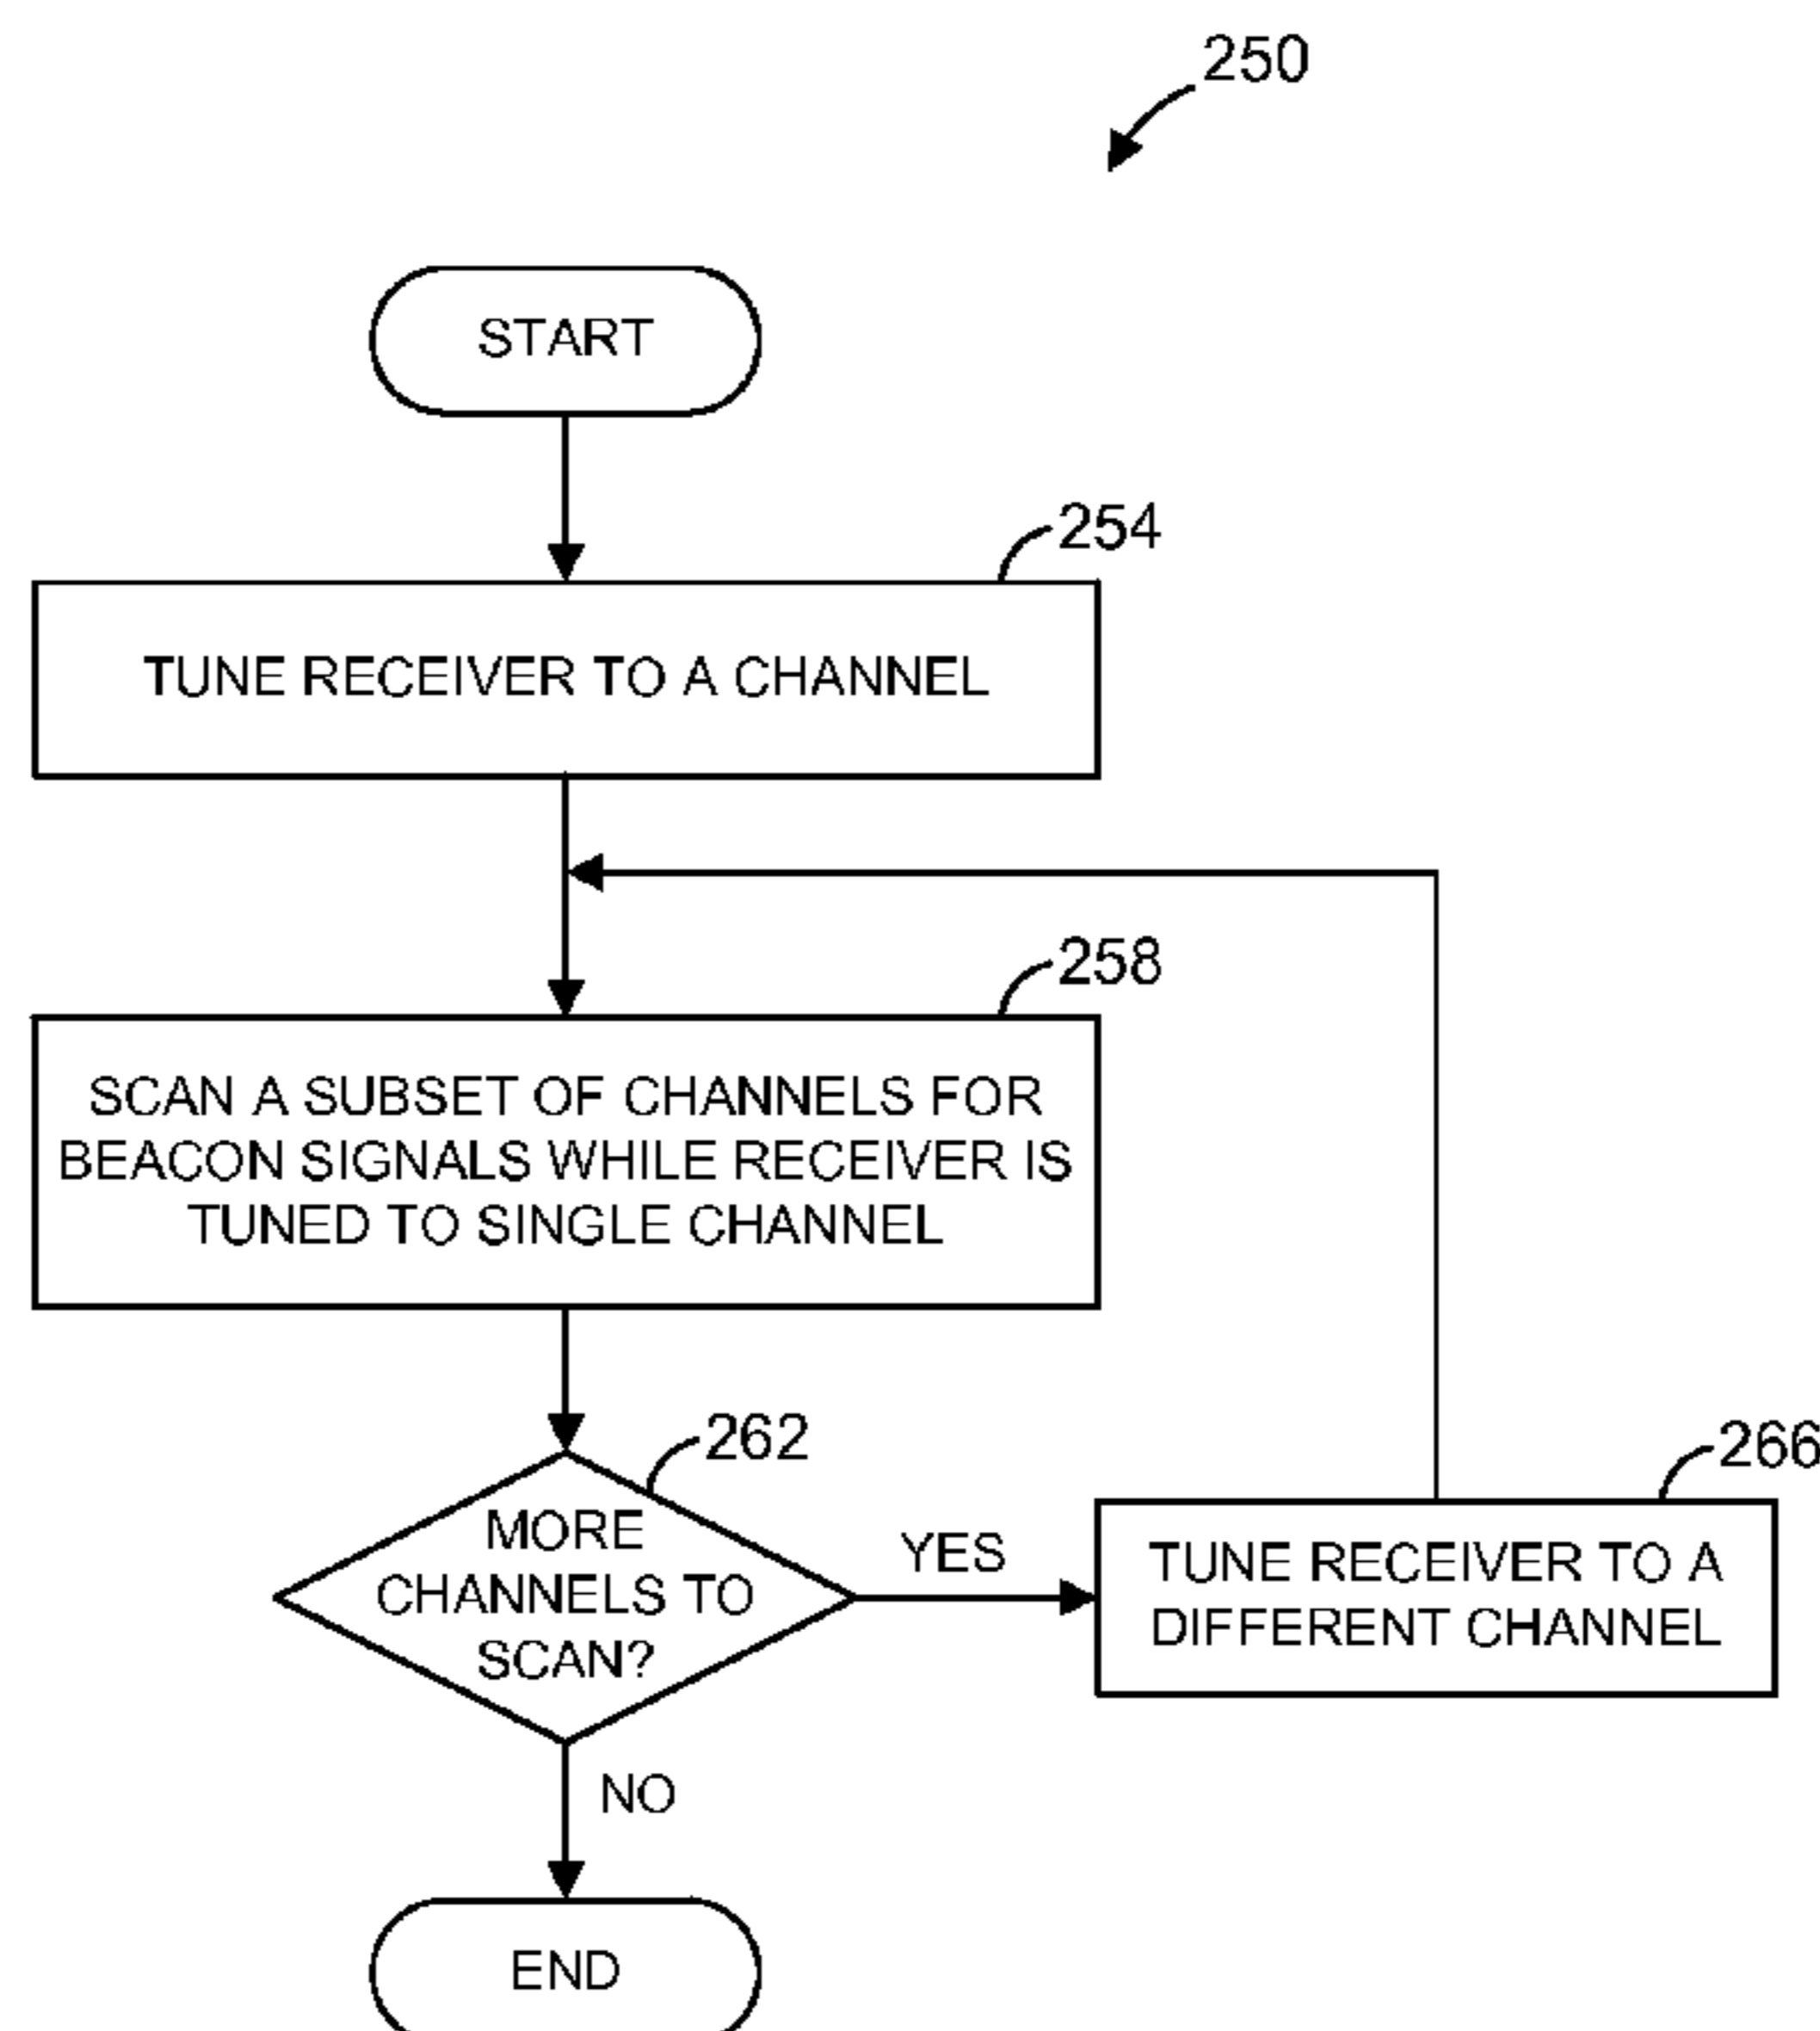 250
START
254
TUNE RECEIVER TO A CHANNEL
258
SCAN A SUBSET OF CHANNELS FOR
BEACON SIGNALS WHILE RECEIVER IS
TUNED TO SINGLE CHANNEL
262
MORE
CHANNELS TO
SCAN?
YES
266
TUNE RECEIVER TO A
DIFFERENT CHANNEL
NO
END